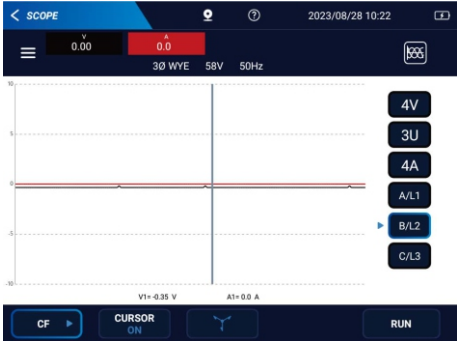 SCOPE
2023/08/28 10:22
V
0.00
A
0.0
3Ø WYE 58V 50Hz
10
5
0
-5
-10
4V
3U
4A
A/L1
B/L2
C/L3
V1= -0.35 V A1= 0.0 A
CF
CURSOR
ON
RUN